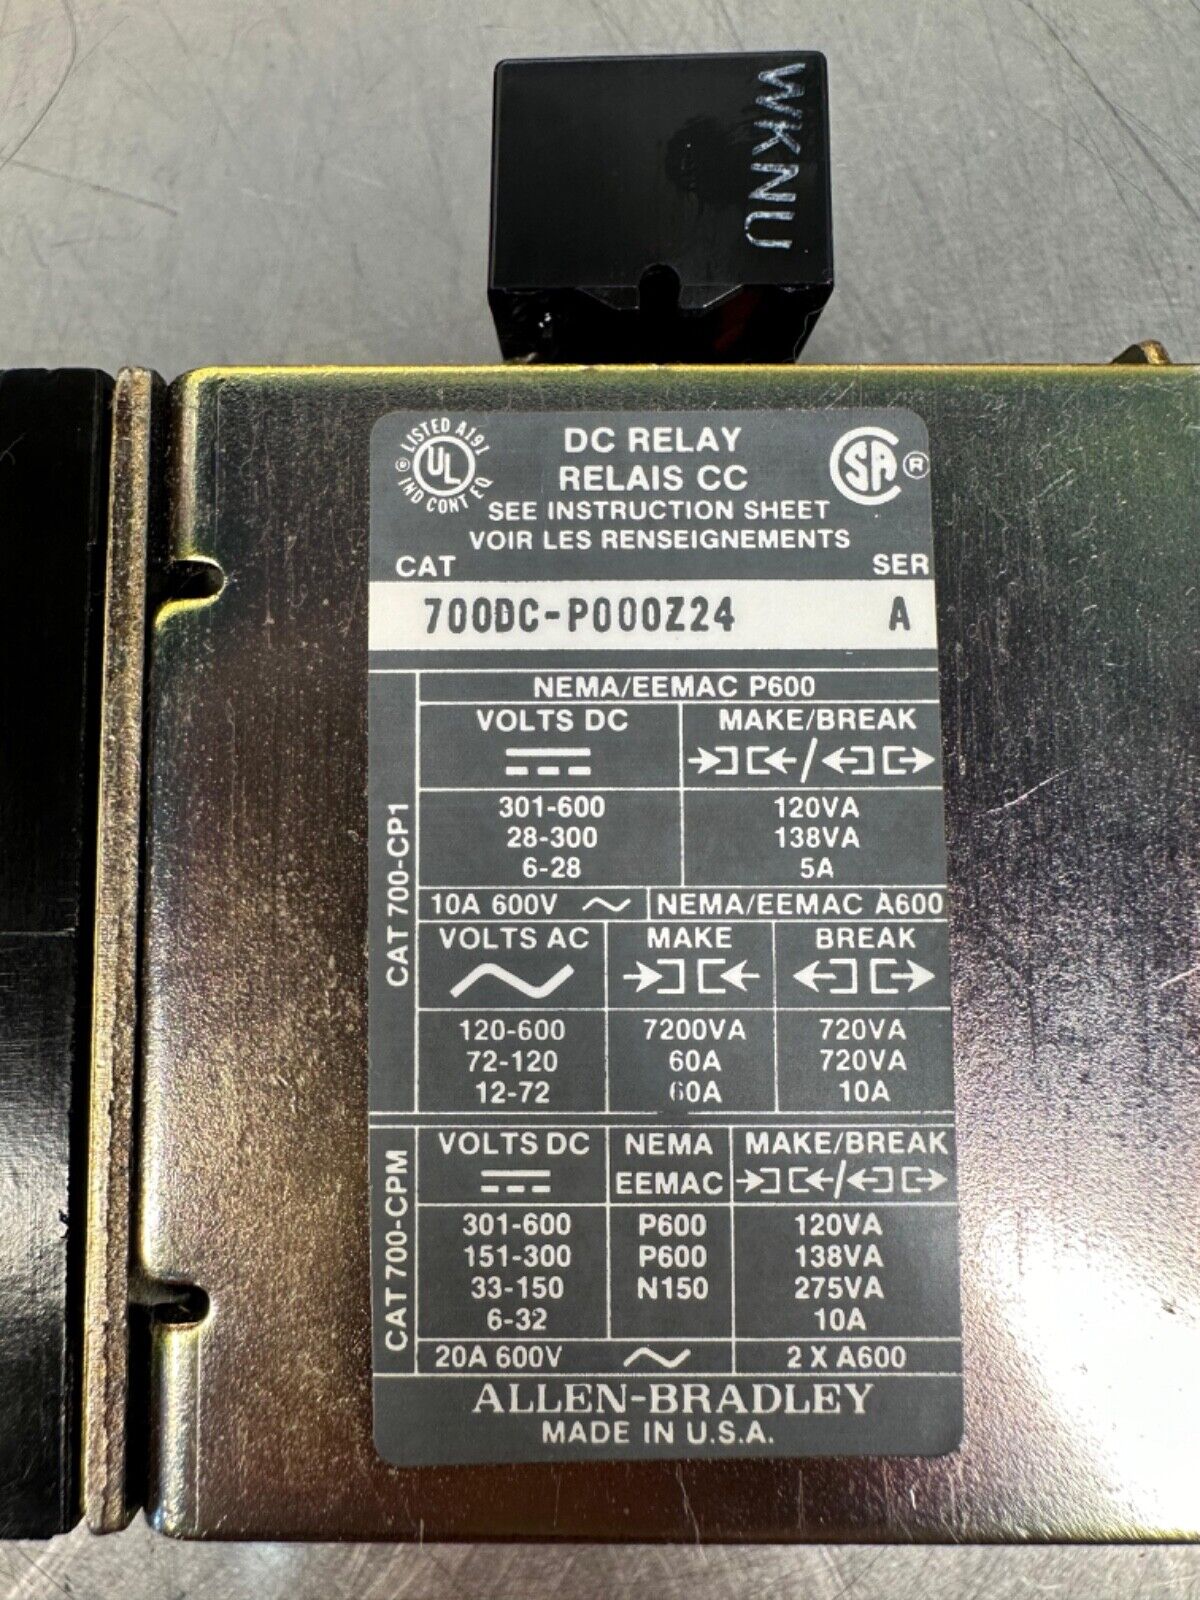 WKNU
LISTED A191
UL
®
IND CONT EQ
DC RELAY
RELAIS CC
SA ®
SEE INSTRUCTION SHEET
VOIR LES RENSEIGNEMENTS
CAT SER
700DC-P000Z24 A
CAT 700-CP1
NEMA/EEMAC P600
VOLTS DC MAKE/BREAK
301-600 120VA
28-300 138VA
6-28 5A
10A 600V NEMA/EEMAC A600
VOLTS AC MAKE BREAK
120-600 7200VA 720VA
72-120 60A 720VA
12-72 60A 10A
CAT 700-CPM
VOLTS DC NEMA MAKE/BREAK
EEMAC
301-600 P600 120VA
151-300 P600 138VA
33-150 N150 275VA
6-32 10A
20A 600V 2 X A600
ALLEN-BRADLEY
MADE IN U.S.A.